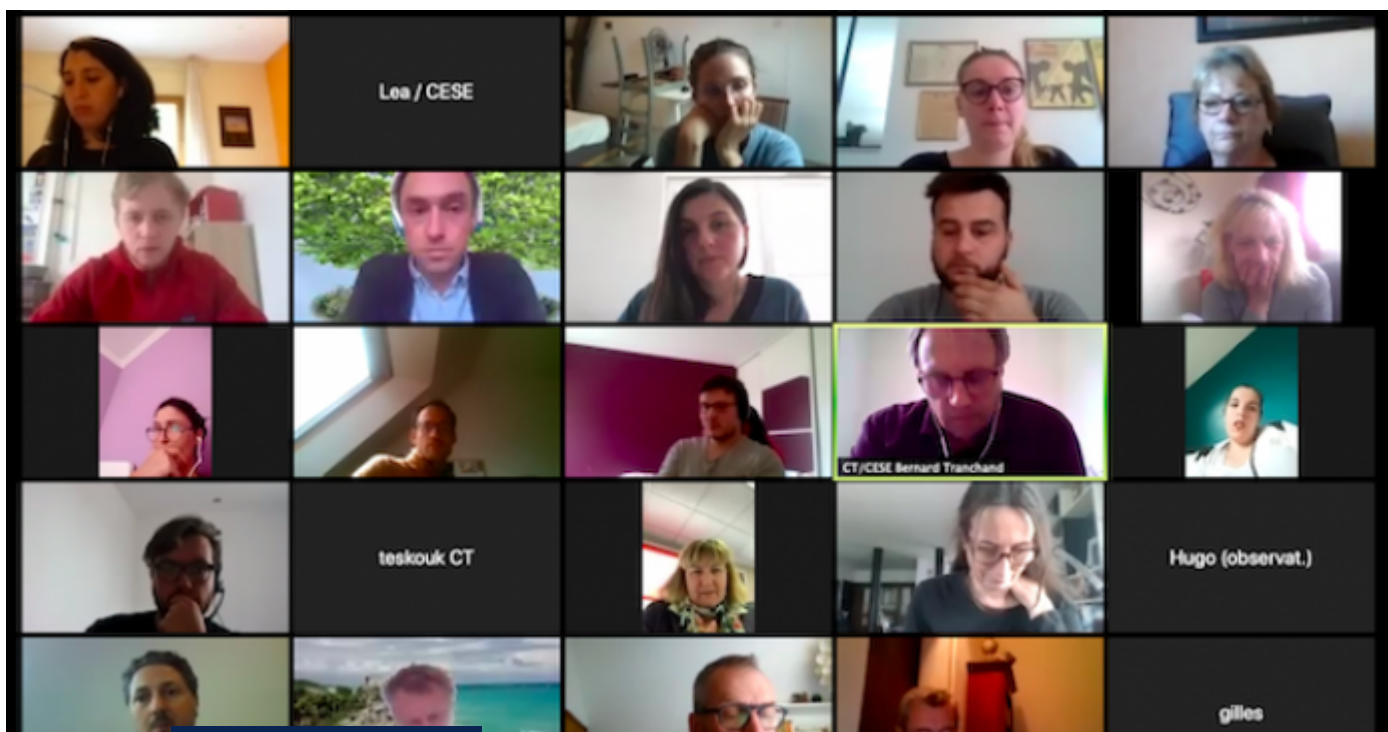 Lea / CESE
CT/CESE Bernard Tranchand
teskouk CT
Hugo (observat.)
gilles